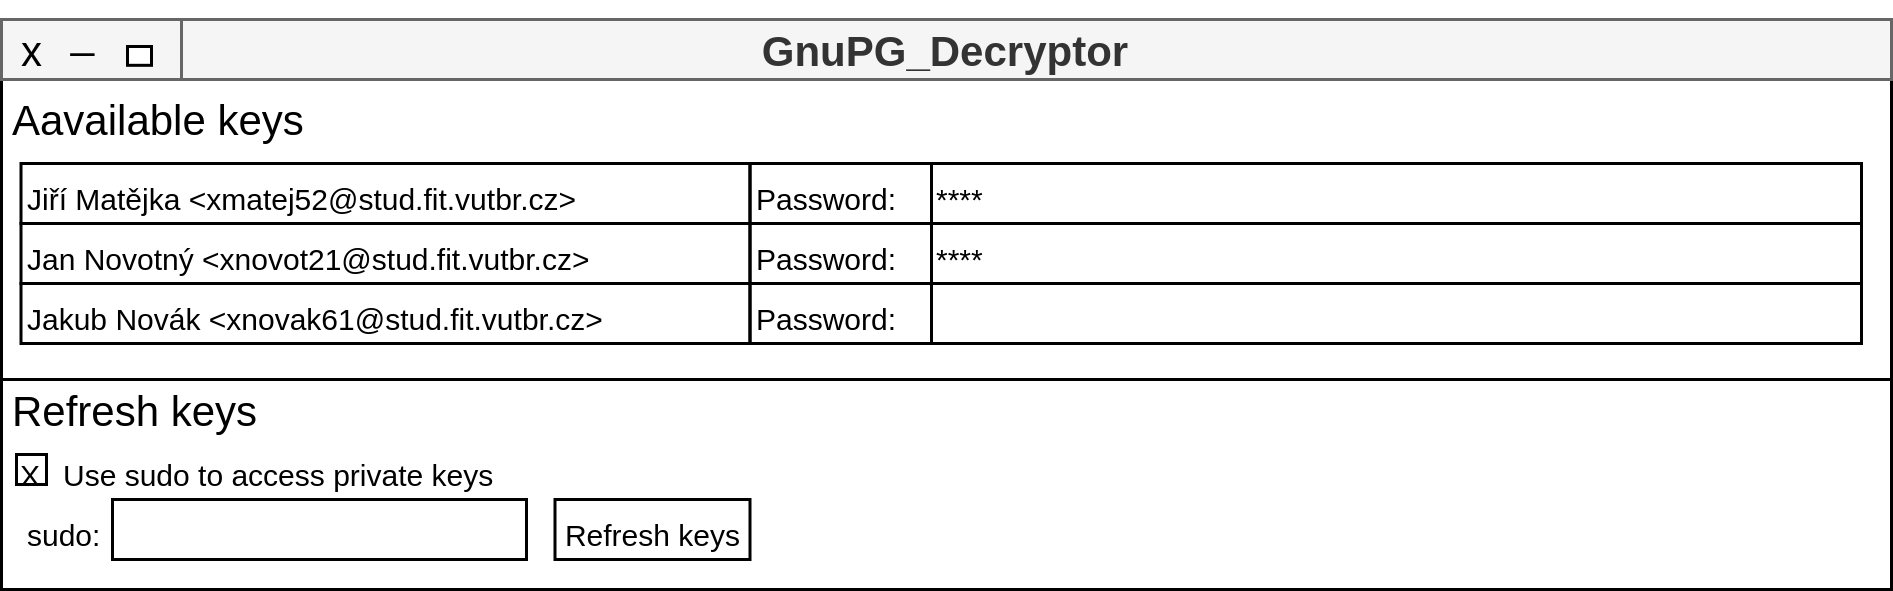 x – GnuPG_Decryptor
Aavailable keys
Jiří Matějka <xmatej52@stud.fit.vutbr.cz> Password: ****
Jan Novotný <xnovot21@stud.fit.vutbr.cz> Password: ****
Jakub Novák <xnovak61@stud.fit.vutbr.cz> Password:
Refresh keys
x Use sudo to access private keys
sudo: Refresh keys